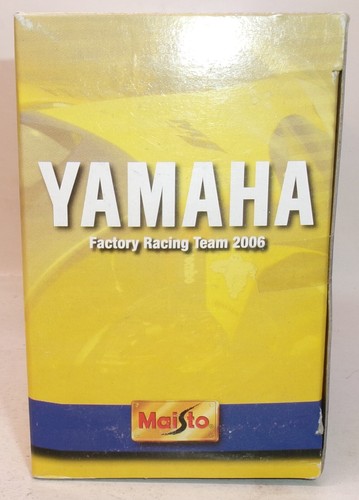 YAMAHA
Factory Racing Team 2006
Maisto